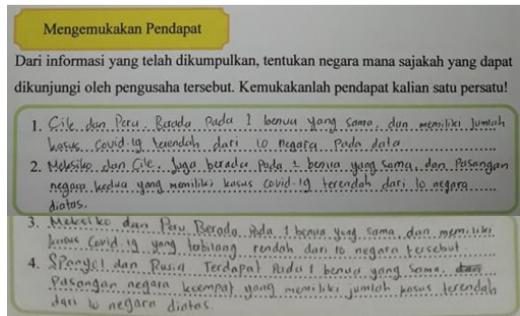 Mengemukakan Pendapat
Dari informasi yang telah dikumpulkan, tentukan negara mana sajakah yang dapat
dikunjungi oleh pengusaha tersebut. Kemukakanlah pendapat kalian satu persatu!
1. Cile dan Peru. Berada Pada 1 benua yang sama, dan memiliki Jumlah
kasus Covid-19 terendah dari 10 negara Pada data
2. Meksiko dan Cile, Juga berada Pada 1 benua yang sama, dan Pasangan
negara kedua yang memiliki kasus Covid-19 terendah dari 10 negara
diatas.
3. Meksiko dan Peru Berada Pada 1 benua yang sama, dan memiliki
kasus Covid-19 yang terbilang rendah dari 10 negara tersebut
4. SPanyol dan Rusia Terdapat Pada 1 benua yang sama,
Pasangan negara keempat yang memiliki jumlah kasus terendah
dari 10 negara diatas.